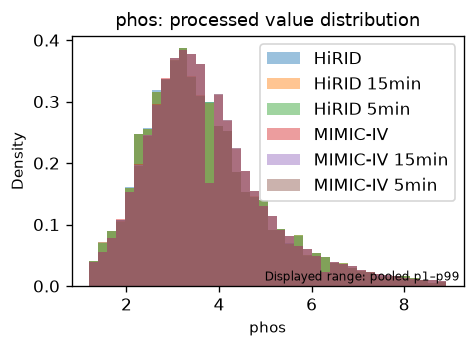 phos: processed value distribution
0.4
0.3
0.2
0.1
0.0
Density
HiRID
HiRID 15min
HiRID 5min
MIMIC-IV
MIMIC-IV 15min
MIMIC-IV 5min
Displayed range: pooled p1–p99
2
4
6
8
phos